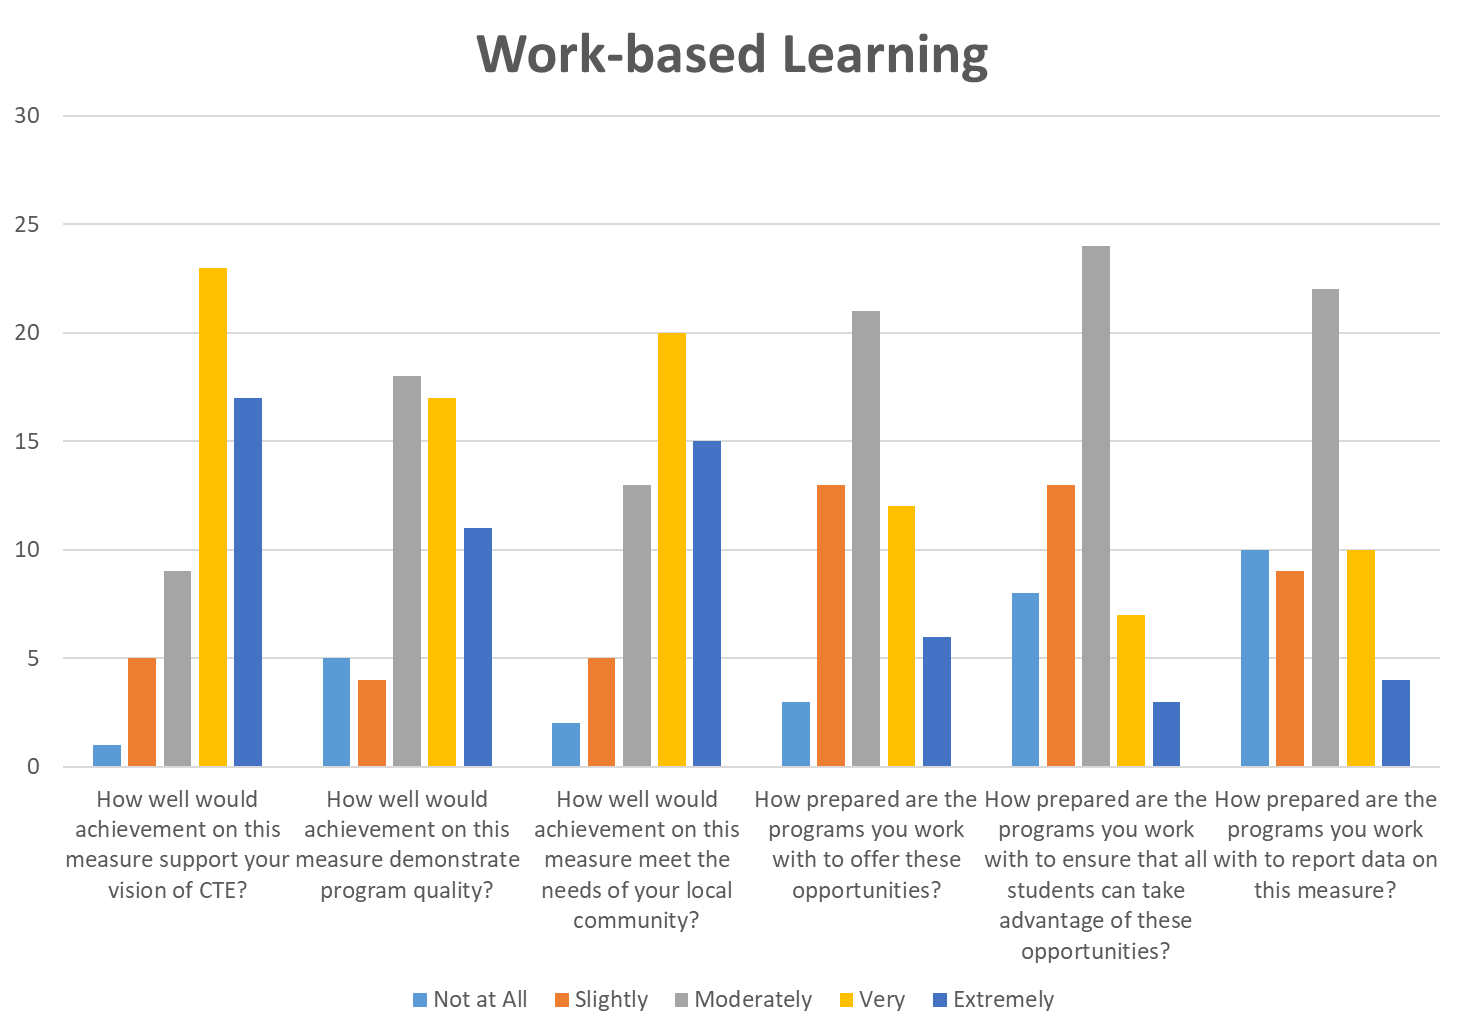 Work-based Learning
30
25
20
15
10
5
0
How well would
achievement on this
measure support your
vision of CTE?
How well would
achievement on this
measure demonstrate
program quality?
How well would
achievement on this
measure meet the
needs of your local
community?
How prepared are the
programs you work
with to offer these
opportunities?
How prepared are the
programs you work
with to ensure that all
students can take
advantage of these
opportunities?
How prepared are the
programs you work
with to report data on
this measure?
Not at All
Slightly
Moderately
Very
Extremely